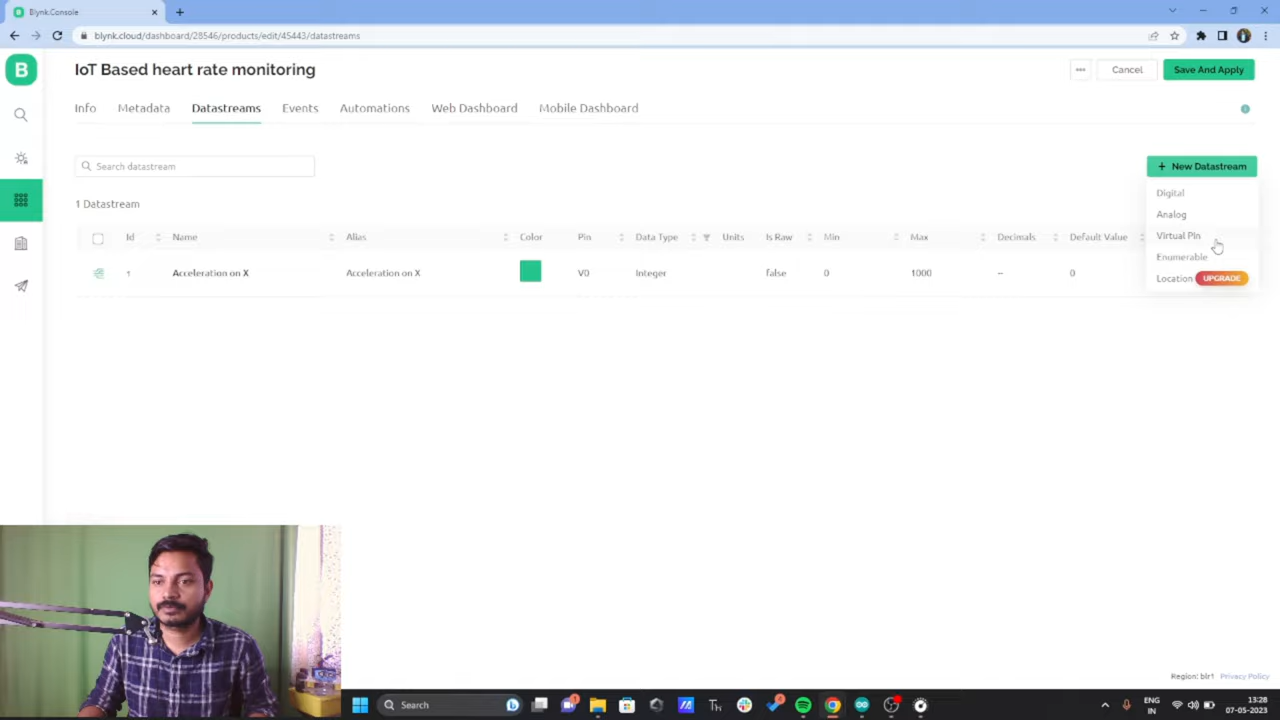 Blynk.Console
blynk.cloud/dashboard/28546/products/edit/45443/datastreams
B
IoT Based heart rate monitoring
Cancel
Save And Apply
Info
Metadata
Datastreams
Events
Automations
Web Dashboard
Mobile Dashboard
Search datastream
+ New Datastream
Digital
Analog
Virtual Pin
Enumerable
Location UPGRADE
1 Datastream
Id Name Alias Color Pin Data Type Units Is Raw Min Max Decimals Default Value
1 Acceleration on X Acceleration on X V0 Integer false 0 1000 -- 0
Region: blr1 Privacy Policy
Search
Th
ENG
IN
13:28
07-05-2023